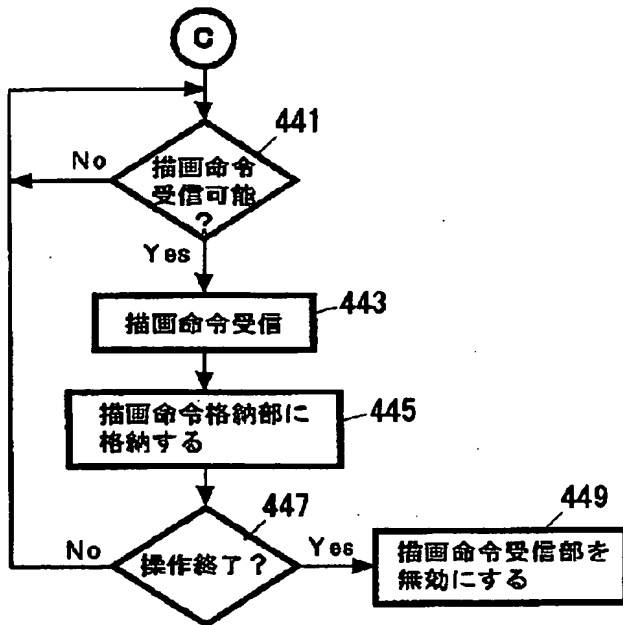 C
441
No
描画命令
受信可能
?
Yes
描画命令受信
443
描画命令格納部に
格納する
445
447
449
No
操作終了?
Yes
描画命令受信部を
無効にする